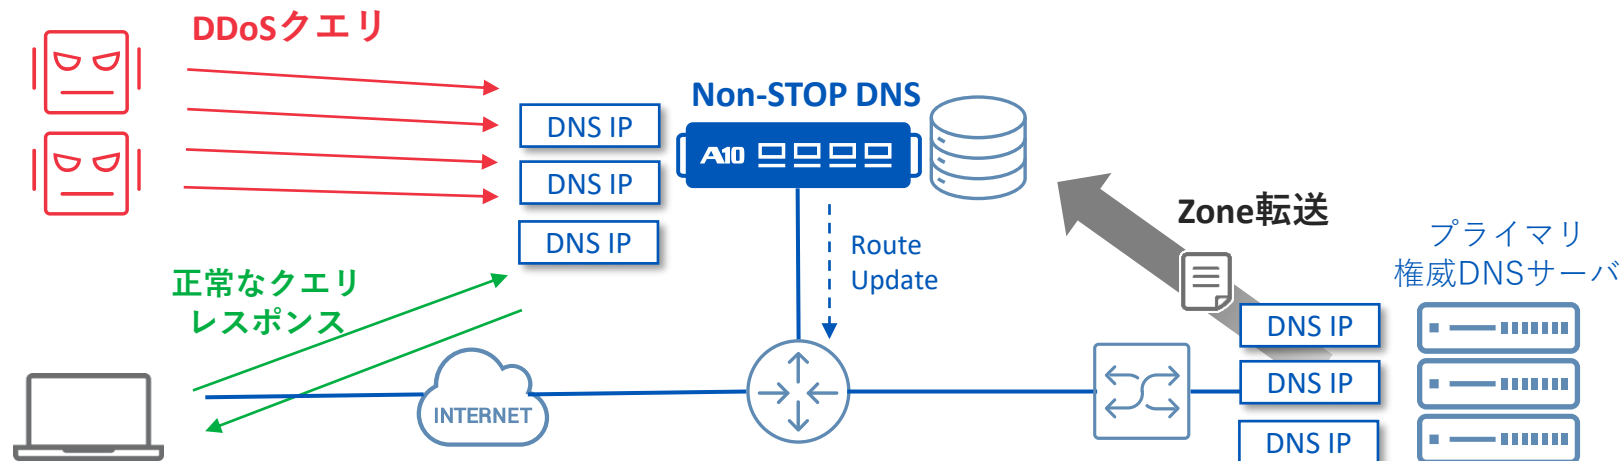 DDoSクエリ
Non-STOP DNS
DNS IP
A10
DNS IP
DNS IP
Route
Update
Zone転送
プライマリ
権威DNSサーバ
正常なクエリ
レスポンス
INTERNET
DNS IP
DNS IP
DNS IP